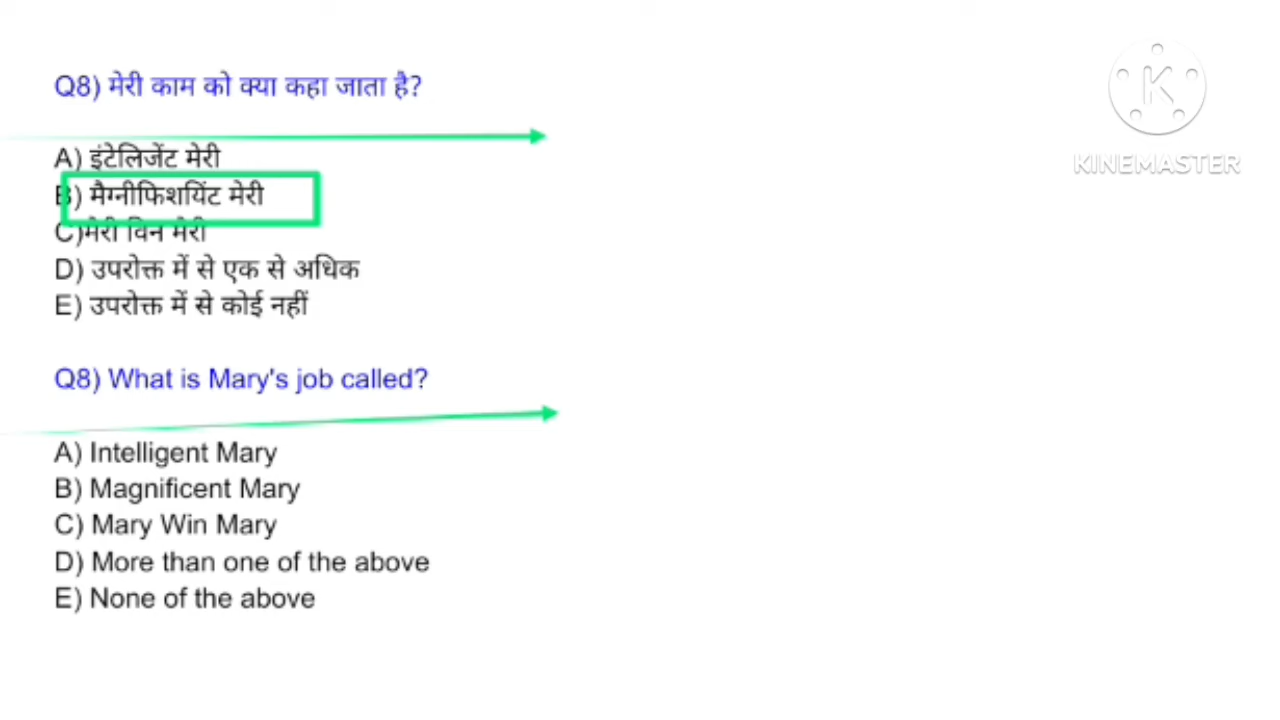 Q8) मेरी काम को क्या कहा जाता है?
A) इंटेलिजेंट मेरी
B) मैग्नीफिशयिंट मेरी
C)मेरी विन मेरी
D) उपरोक्त में से एक से अधिक
E) उपरोक्त में से कोई नहीं
Q8) What is Mary's job called?
A) Intelligent Mary
B) Magnificent Mary
C) Mary Win Mary
D) More than one of the above
E) None of the above
K
KINEMASTER